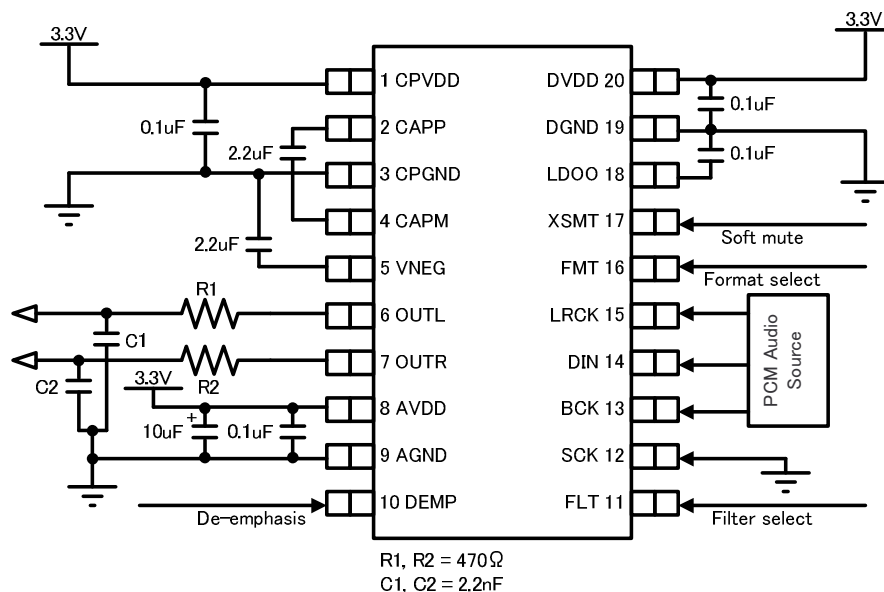 3.3V
3.3V
1 CPVDD
DVDD 20
0.1uF
0.1uF
2 CAPP
DGND 19
2.2uF
0.1uF
3 CPGND
LDOO 18
4 CAPM
XSMT 17
Soft mute
2.2uF
5 VNEG
FMT 16
Format select
R1
6 OUTL
LRCK 15
C1
7 OUTR
DIN 14
PCM Audio
Source
C2
R2
3.3V
8 AVDD
BCK 13
+
10uF
0.1uF
9 AGND
SCK 12
10 DEMP
FLT 11
De-emphasis
Filter select
R1, R2 = 470Ω
C1, C2 = 2.2nF